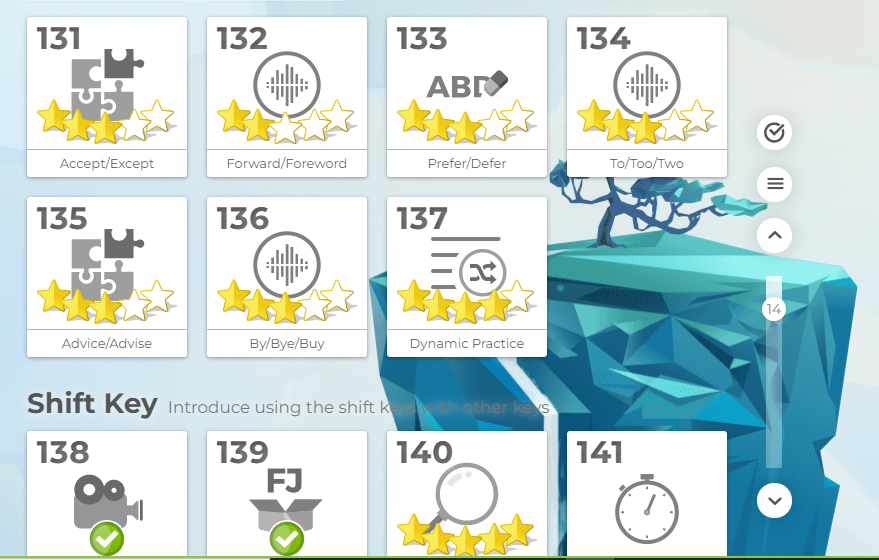 131 132 133 134
ABD
Accept/Except Forward/Foreword Prefer/Defer To/Too/Two
135 136 137
14
Advice/Advise By/Bye/Buy Dynamic Practice
Shift Key Introduce using the shift keys with other keys
138 139 140 141
FJ